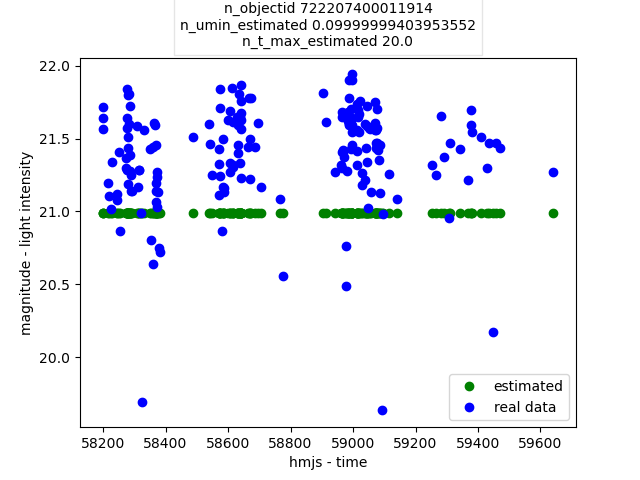 n_objectid 722207400011914
n_umin_estimated 0.09999999403953552
n_t_max_estimated 20.0
22.0
21.5
21.0
20.5
20.0
magnitude - light intensity
estimated
real data
58200 58400 58600 58800 59000 59200 59400 59600
hmjs - time